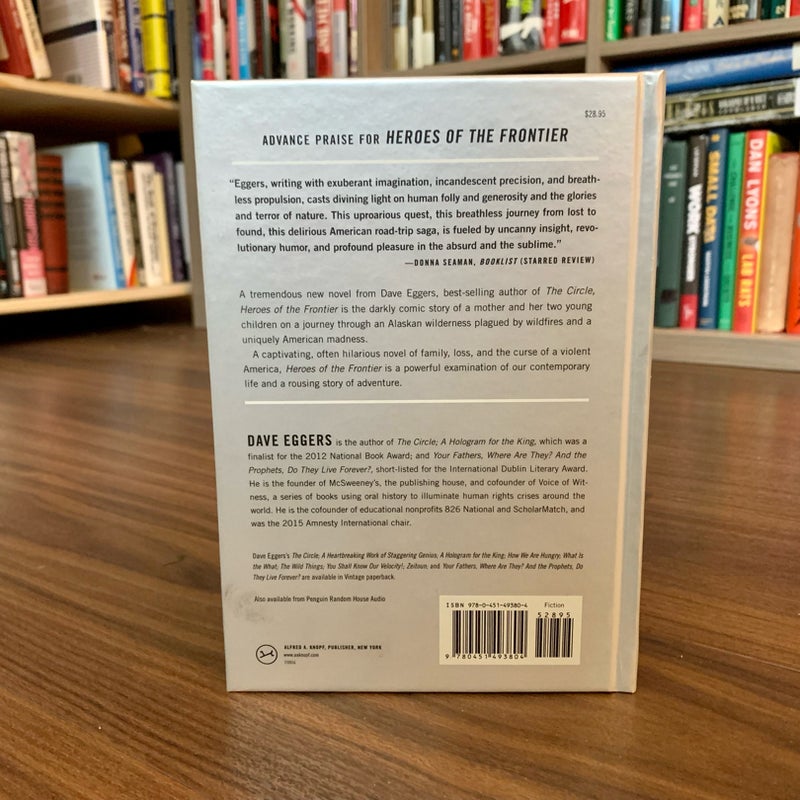 $28.95
ADVANCE PRAISE FOR HEROES OF THE FRONTIER
“Eggers, writing with exuberant imagination, incandescent precision, and breath-
less propulsion, casts divining light on human folly and generosity and the glories
and terror of nature. This uproarious quest, this breathless journey from lost to
found, this delirious American road-trip saga, is fueled by uncanny insight, revo-
lutionary humor, and profound pleasure in the absurd and the sublime.”
—DONNA SEAMAN, BOOKLIST (STARRED REVIEW)
A tremendous new novel from Dave Eggers, best-selling author of The Circle,
Heroes of the Frontier is the darkly comic story of a mother and her two young
children on a journey through an Alaskan wilderness plagued by wildfires and a
uniquely American madness.
A captivating, often hilarious novel of family, loss, and the curse of a violent
America, Heroes of the Frontier is a powerful examination of our contemporary
life and a rousing story of adventure.
DAVE EGGERS is the author of The Circle; A Hologram for the King, which was a
finalist for the 2012 National Book Award; and Your Fathers, Where Are They? And the
Prophets, Do They Live Forever?, short-listed for the International Dublin Literary Award.
He is the founder of McSweeney's, the publishing house, and cofounder of Voice of Wit-
ness, a series of books using oral history to illuminate human rights crises around the
world. He is the cofounder of educational nonprofits 826 National and ScholarMatch, and
was the 2015 Amnesty International chair.
Dave Eggers's The Circle; A Heartbreaking Work of Staggering Genius; A Hologram for the King; How We Are Hungry; What Is
the What; The Wild Things; You Shall Know Our Velocity!; Zeitoun; and Your Fathers, Where Are They? And the Prophets, Do
They Live Forever? are available in Vintage paperback.
Also available from Penguin Random House Audio
ALFRED A. KNOPF, PUBLISHER, NEW YORK
www.aaknopf.com
ISBN 978-0-451-49380-4
Fiction
52895
9 780451 493804
WORK
SMALL DATA
DAN LYONS
LAB RATS